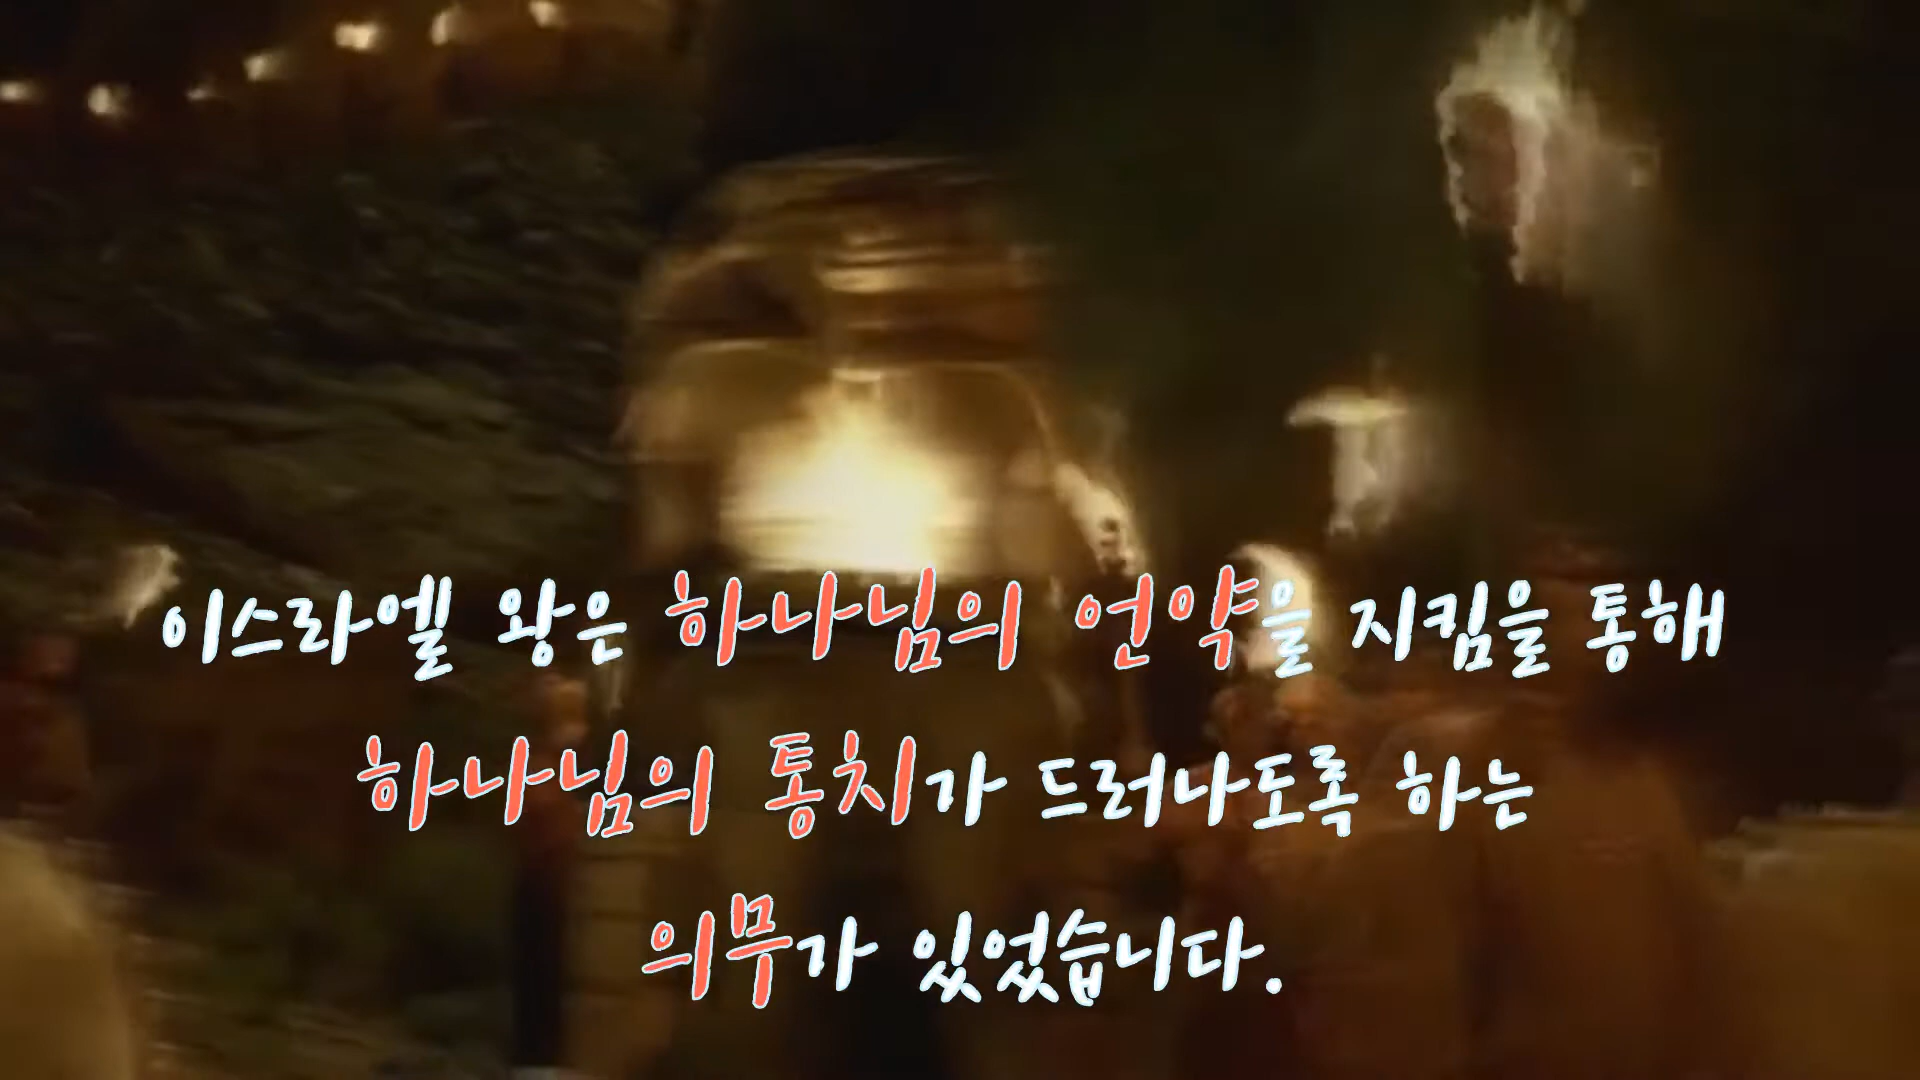 이스라엘 왕은 하나님의 언약을 지킴을 통해
하나님의 통치가 드러나도록 하는
의무가 있었습니다.